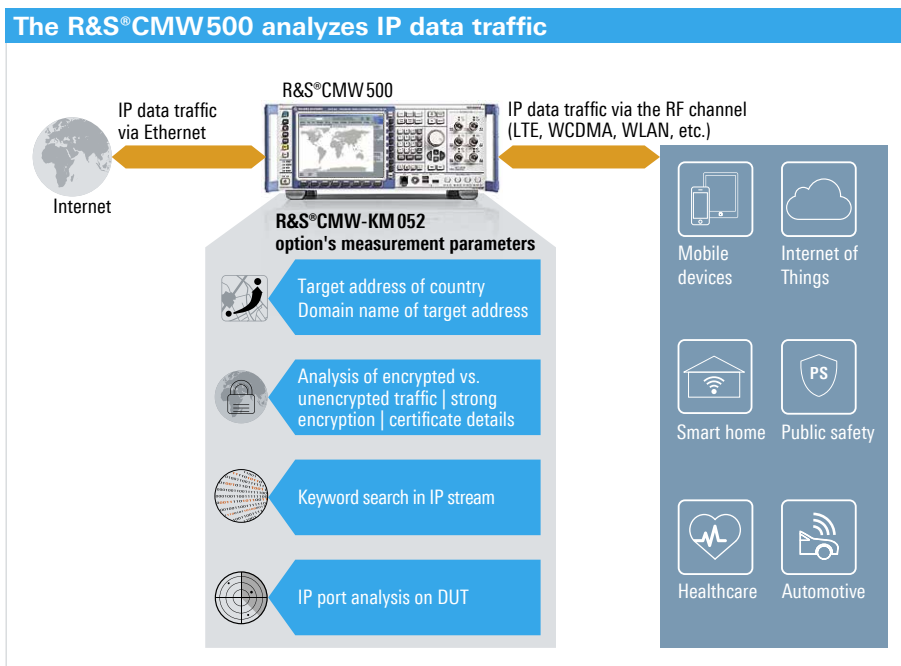 The R&S®CMW500 analyzes IP data traffic
R&S®CMW500
IP data traffic
via Ethernet
IP data traffic via the RF channel
(LTE, WCDMA, WLAN, etc.)
Internet
R&S®CMW-KM052
option's measurement parameters
Target address of country
Domain name of target address
Analysis of encrypted vs.
unencrypted traffic | strong
encryption | certificate details
Keyword search in IP stream
IP port analysis on DUT
Mobile
devices
Internet of
Things
Smart home
PS
Public safety
Healthcare
Automotive